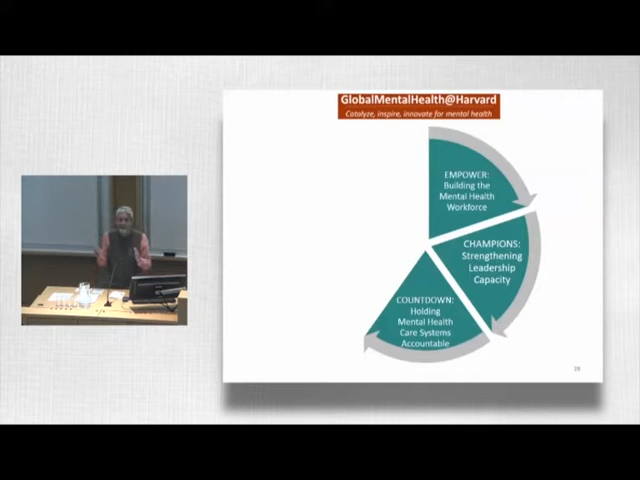 GlobalMentalHealth@Harvard
Catalyze, inspire, innovate for mental health
EMPOWER:
Building the
Mental Health
Workforce
CHAMPIONS:
Strengthening
Leadership
Capacity
COUNTDOWN:
Holding
Mental Health
Care Systems
Accountable
19